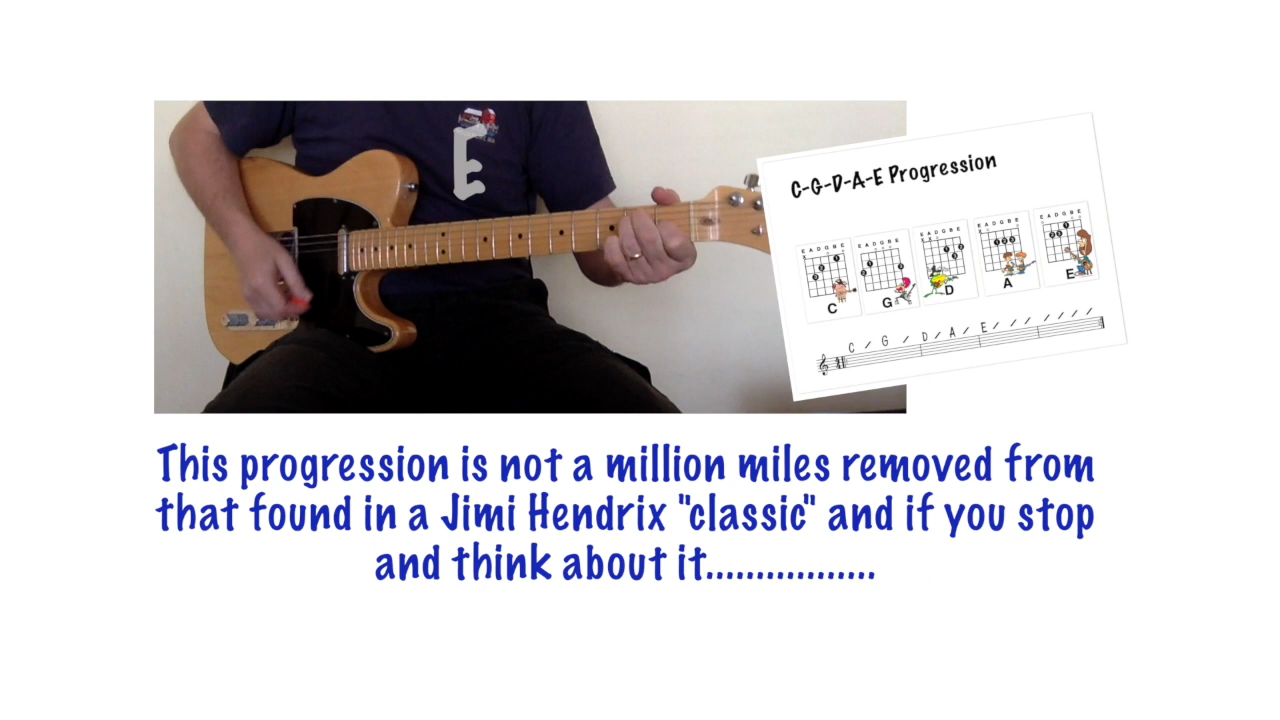 E
C-G-D-A-E Progression
E A D G B E
E A D G B E
E A D G B E
E A D G B E
E A D G B E
C
G
D
A
E
C / G / D / A / E / / / / / / /
This progression is not a million miles removed from
that found in a Jimi Hendrix "classic" and if you stop
and think about it.................